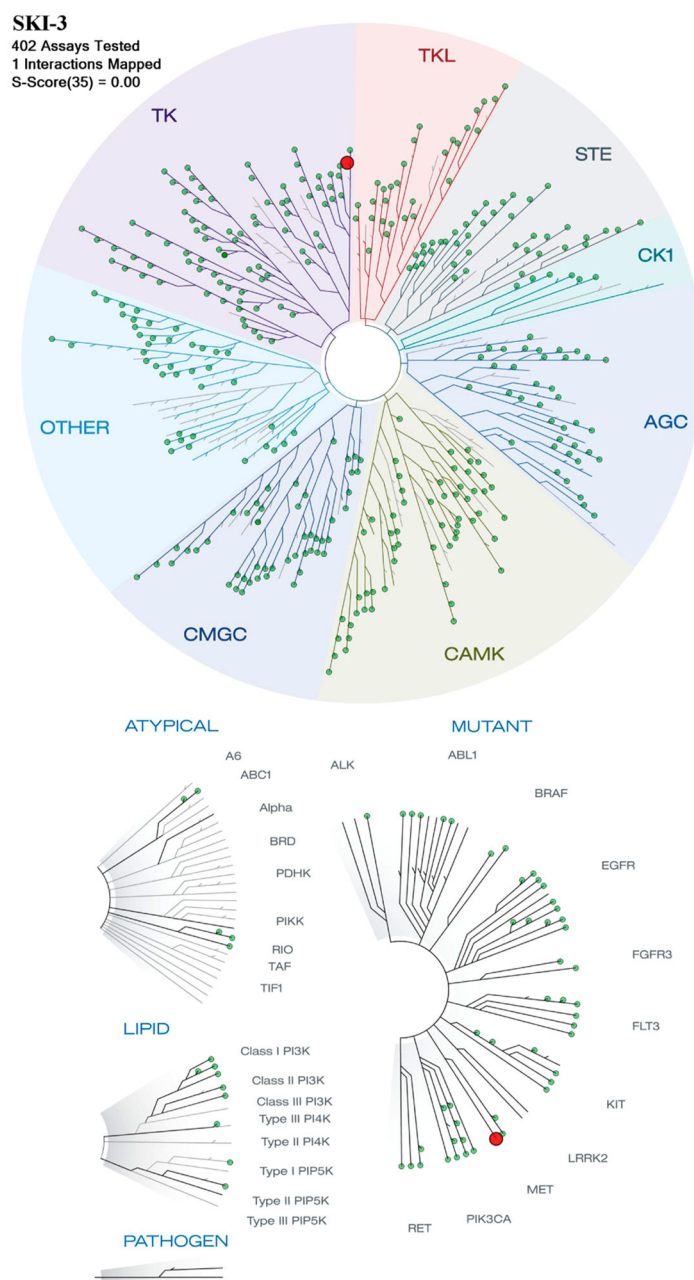 SKI-3
402 Assays Tested
1 Interactions Mapped
S-Score(35) = 0.00
TKL
TK
STE
CK1
AGC
OTHER
CMGC
CAMK
ATYPICAL
MUTANT
A6
ABC1
Alpha
BRD
PDHK
PIKK
RIO
TAF
TIF1
ALK
ABL1
BRAF
EGFR
FGFR3
FLT3
KIT
LRRK2
MET
PIK3CA
RET
LIPID
Class I PI3K
Class II PI3K
Class III PI3K
Type III PI4K
Type II PI4K
Type I PIP5K
Type II PIP5K
Type III PIP5K
PATHOGEN